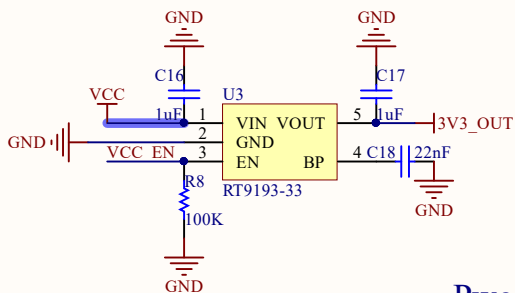 GND
GND
C16
C17
VCC
U3
1uF
1
VIN
VOUT
5
1uF
3V3_OUT
GND
2
GND
VCC_EN
3
EN
BP
4
C18
22nF
R8
RT9193-33
GND
100K
GND